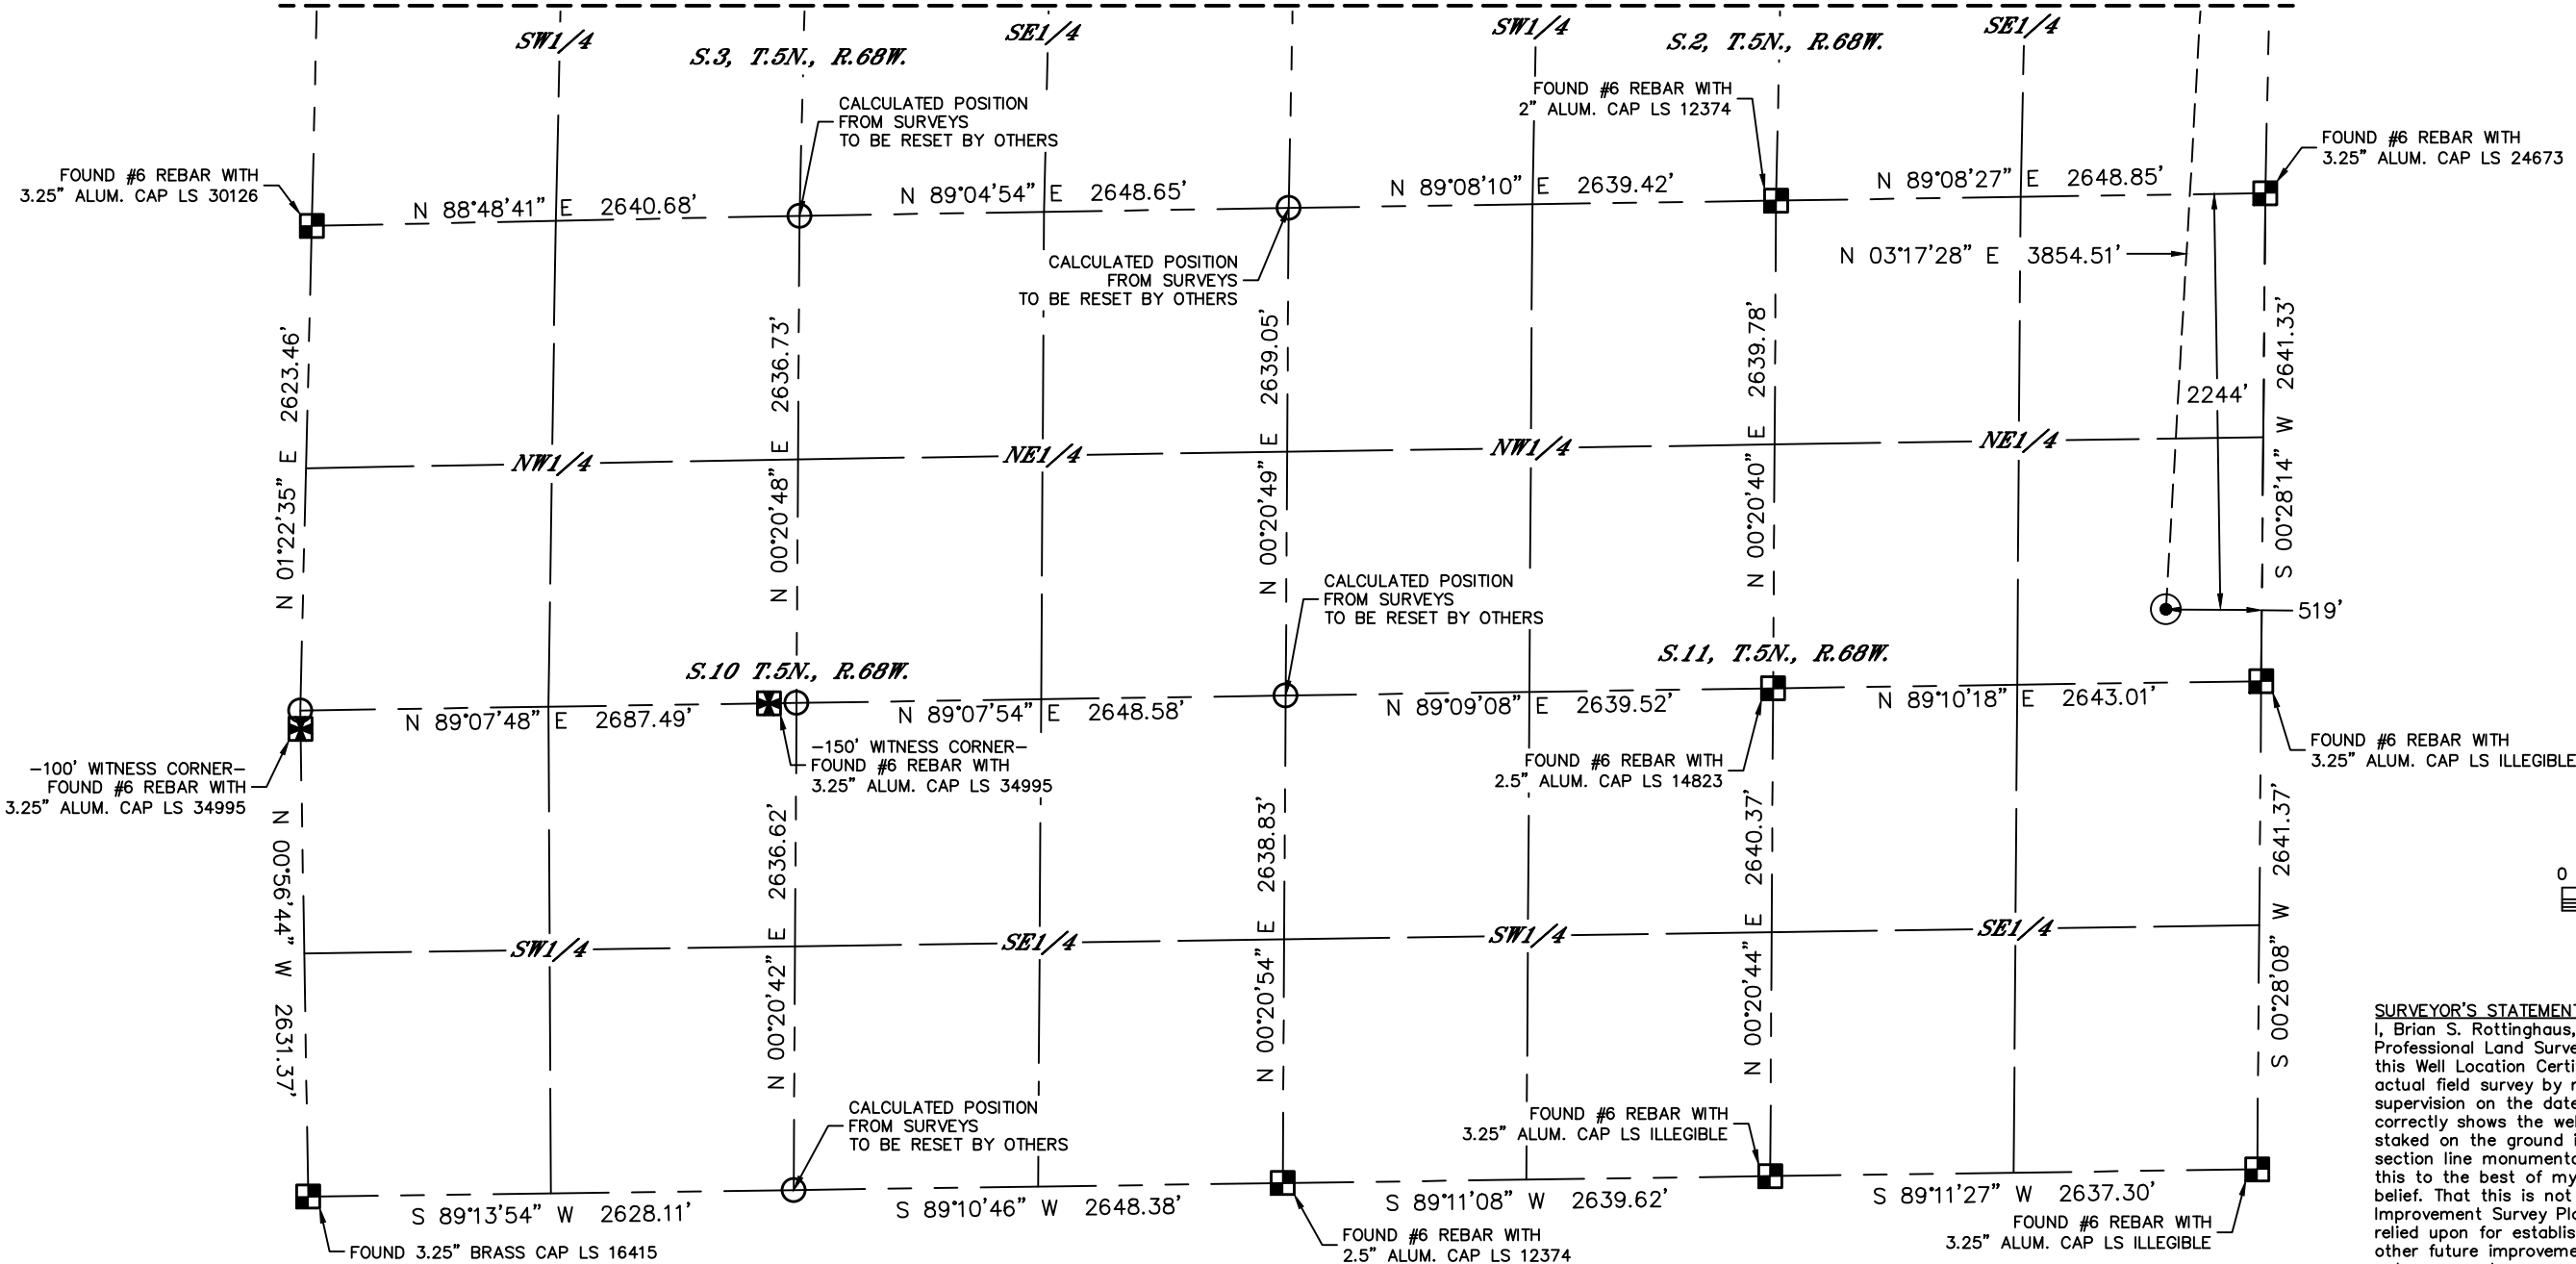 SW1/4
SE1/4
SW1/4
SE1/4
S.3, T.5N., R.68W.
S.2, T.5N., R.68W.
CALCULATED POSITION
FROM SURVEYS
TO BE RESET BY OTHERS
FOUND #6 REBAR WITH
2" ALUM. CAP LS 12374
FOUND #6 REBAR WITH
3.25" ALUM. CAP LS 24673
FOUND #6 REBAR WITH
3.25" ALUM. CAP LS 30126
N 88°48'41" E 2640.68'
N 89°04'54" E 2648.65'
N 89°08'10" E 2639.42'
N 89°08'27" E 2648.85'
CALCULATED POSITION
FROM SURVEYS
TO BE RESET BY OTHERS
N 03°17'28" E 3854.51'
N 01°22'35" E 2623.46'
N 00°20'48" E 2636.73'
N 00°20'49" E 2639.05'
N 00°20'40" E 2639.78'
2244'
S 00°28'14" W 2641.33'
NW1/4
NE1/4
NW1/4
NE1/4
519'
CALCULATED POSITION
FROM SURVEYS
TO BE RESET BY OTHERS
S.10 T.5N., R.68W.
S.11, T.5N., R.68W.
N 89°07'48" E 2687.49'
N 89°07'54" E 2648.58'
N 89°09'08" E 2639.52'
N 89°10'18" E 2643.01'
-100' WITNESS CORNER-
FOUND #6 REBAR WITH
3.25" ALUM. CAP LS 34995
-150' WITNESS CORNER-
FOUND #6 REBAR WITH
3.25" ALUM. CAP LS 34995
FOUND #6 REBAR WITH
2.5" ALUM. CAP LS 14823
FOUND #6 REBAR WITH
3.25" ALUM. CAP LS ILLEGIBLE
N 00°56'44" W 2631.37'
N 00°20'42" E 2636.62'
N 00°20'54" E 2638.83'
N 00°20'44" E 2640.37'
S 00°28'08" W 2641.37'
0
SW1/4
SE1/4
SW1/4
SE1/4
CALCULATED POSITION
FROM SURVEYS
TO BE RESET BY OTHERS
FOUND #6 REBAR WITH
3.25" ALUM. CAP LS ILLEGIBLE
S 89°13'54" W 2628.11'
S 89°10'46" W 2648.38'
S 89°11'08" W 2639.62'
S 89°11'27" W 2637.30'
FOUND 3.25" BRASS CAP LS 16415
FOUND #6 REBAR WITH
2.5" ALUM. CAP LS 12374
FOUND #6 REBAR WITH
3.25" ALUM. CAP LS ILLEGIBLE
SURVEYOR'S STATEMENT
I, Brian S. Rottinghaus,
Professional Land Surve
this Well Location Certi
actual field survey by
supervision on the date
correctly shows the wel
staked on the ground
section line monument
this to the best of my
belief. That this is not
Improvement Survey Pl
relied upon for establis
other future improveme